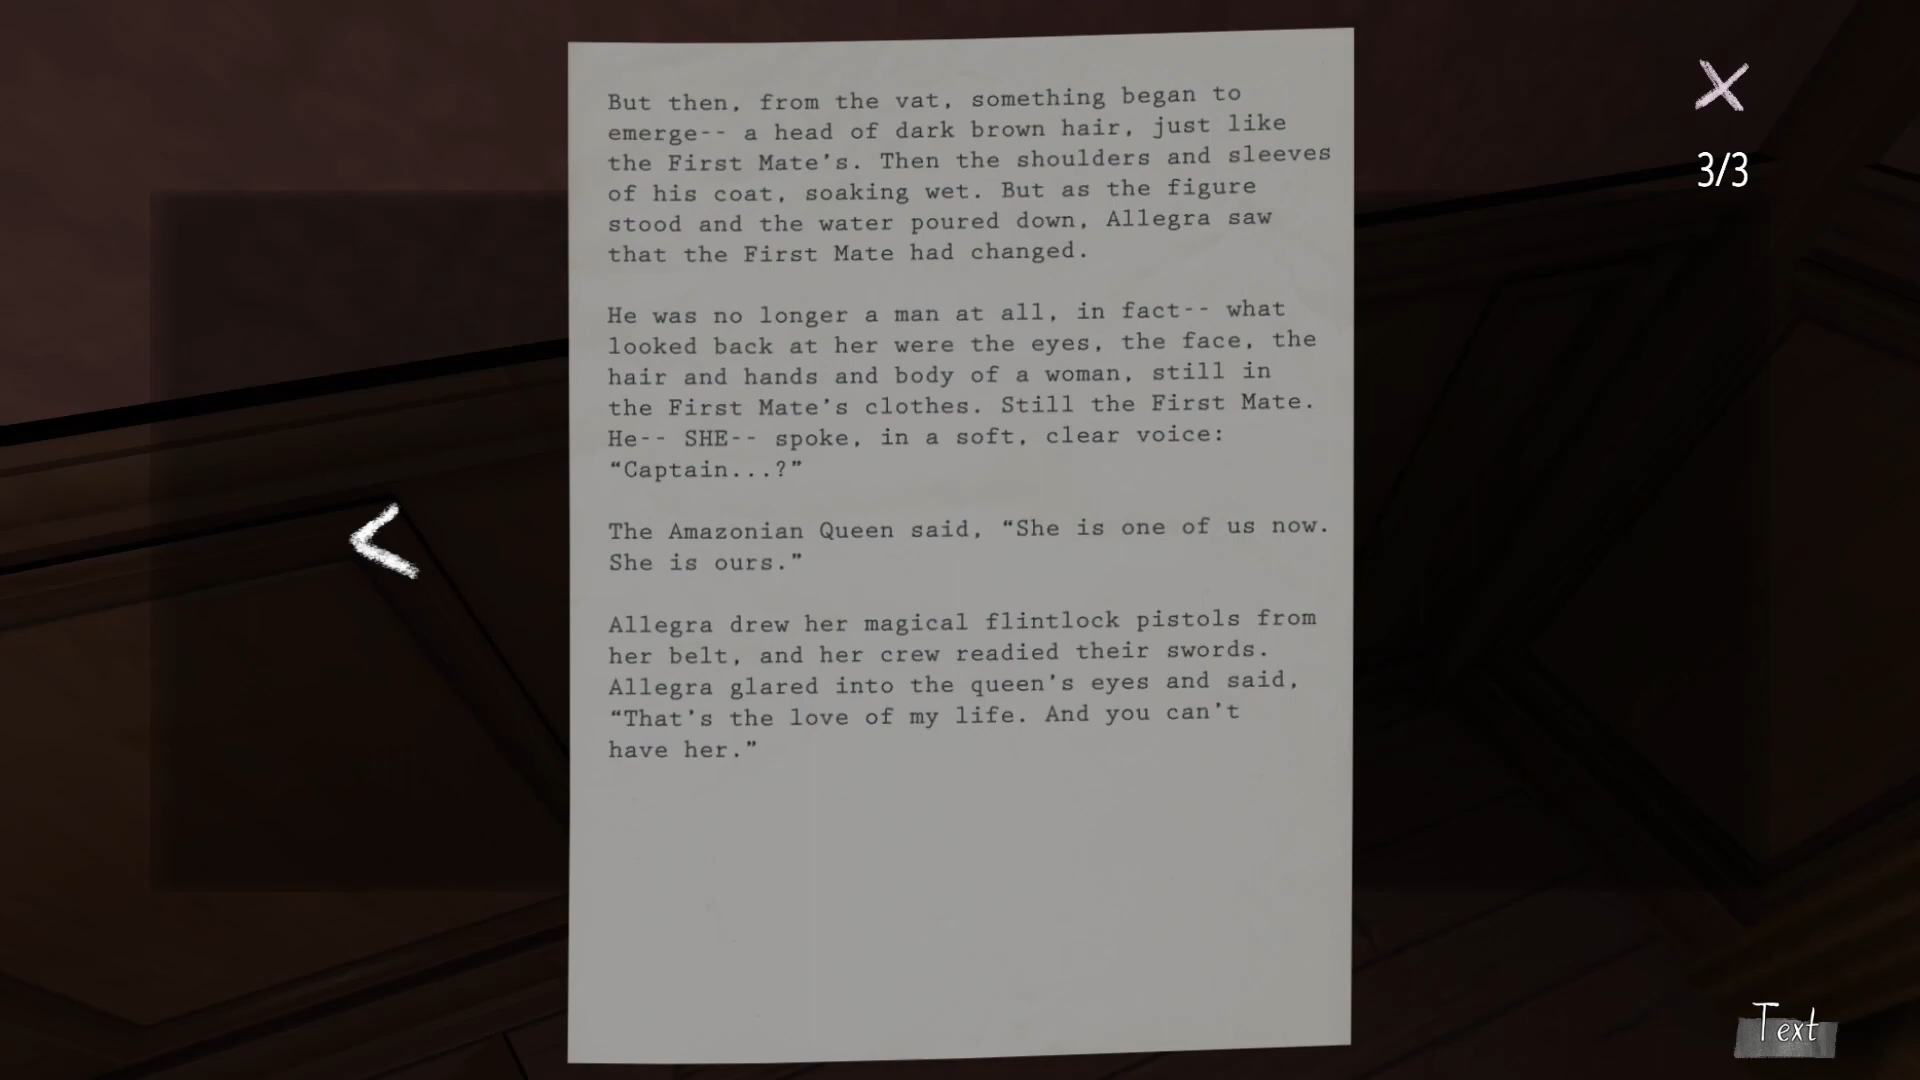 But then, from the vat, something began to
emerge-- a head of dark brown hair, just like
the First Mate's. Then the shoulders and sleeves
of his coat, soaking wet. But as the figure
stood and the water poured down, Allegra saw
that the First Mate had changed.
He was no longer a man at all, in fact-- what
looked back at her were the eyes, the face, the
hair and hands and body of a woman, still in
the First Mate's clothes. Still the First Mate.
He-- SHE-- spoke, in a soft, clear voice:
“Captain...?”
The Amazonian Queen said, “She is one of us now.
She is ours.”
Allegra drew her magical flintlock pistols from
her belt, and her crew readied their swords.
Allegra glared into the queen's eyes and said,
“That's the love of my life. And you can't
have her.”
3/3
Text